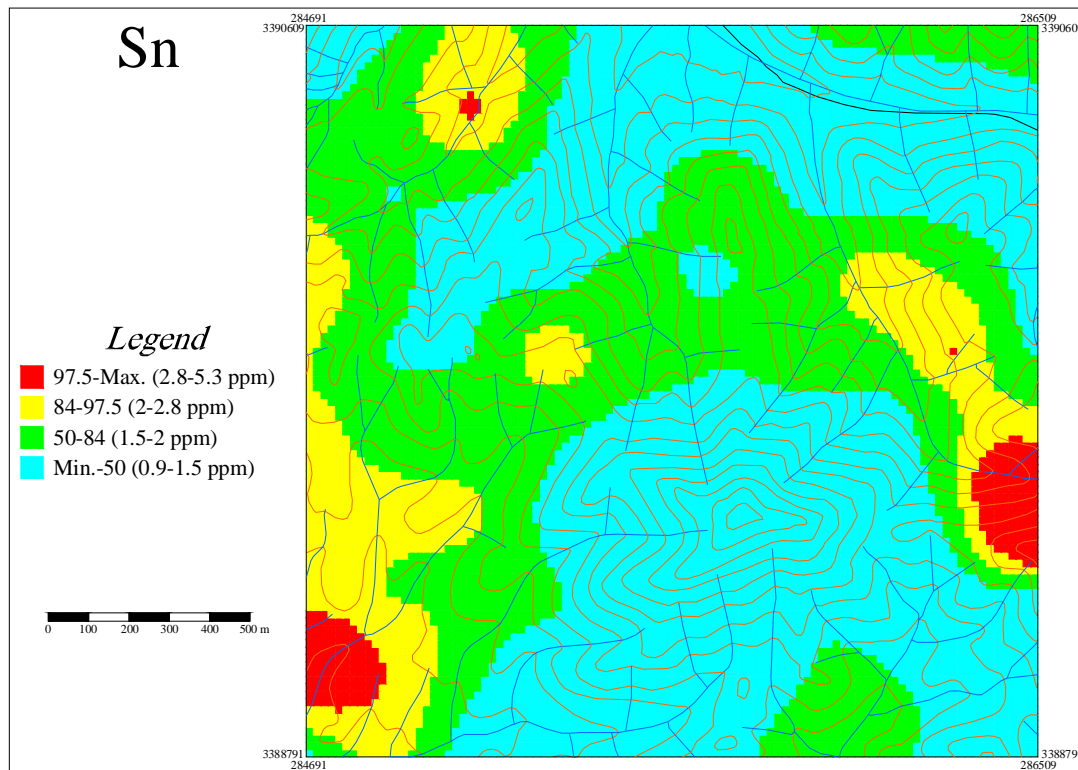 Sn
284691
286509
3390609
339060
Legend
97.5-Max. (2.8-5.3 ppm)
84-97.5 (2-2.8 ppm)
50-84 (1.5-2 ppm)
Min.-50 (0.9-1.5 ppm)
0 100 200 300 400 500 m
3388791
338879
284691
286509